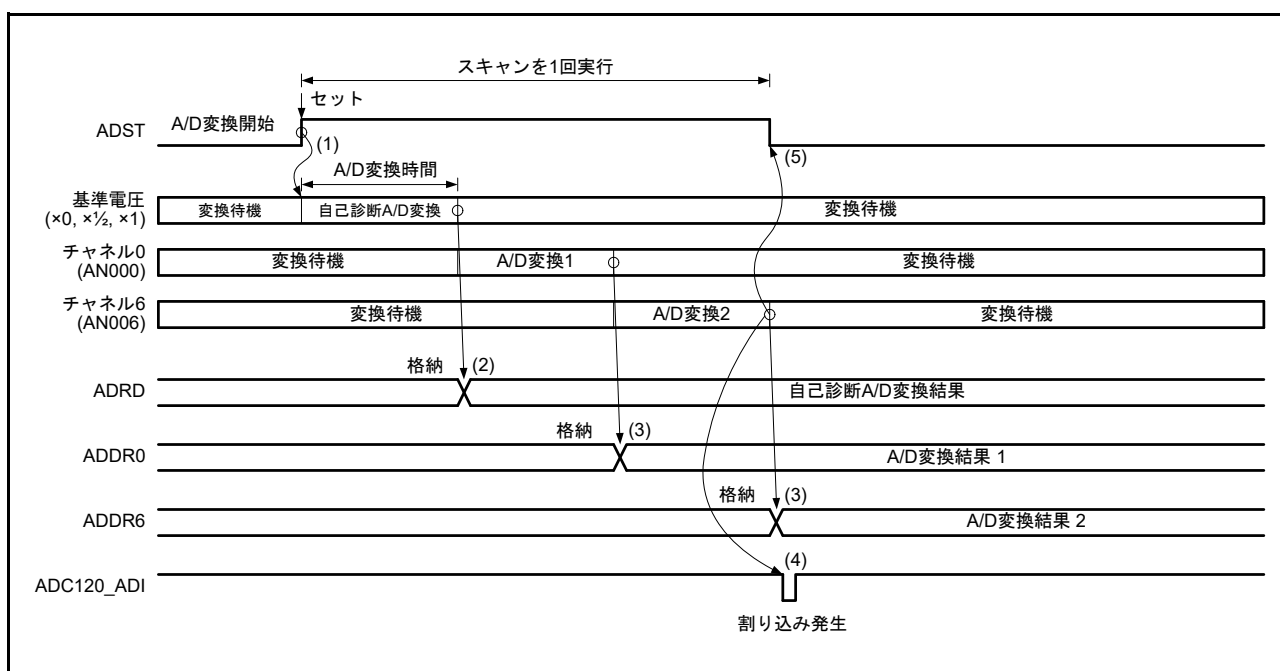 スキャンを1回実行
セット
ADST
A/D変換開始
(1)
(5)
A/D変換時間
基準電圧
(×0, ×½, ×1)
変換待機
自己診断A/D変換
変換待機
チャネル0
(AN000)
変換待機
A/D変換1
変換待機
チャネル6
(AN006)
変換待機
A/D変換2
変換待機
格納
(2)
ADRD
自己診断A/D変換結果
格納
(3)
ADDR0
A/D変換結果 1
格納
(3)
ADDR6
A/D変換結果 2
(4)
ADC120_ADI
割り込み発生